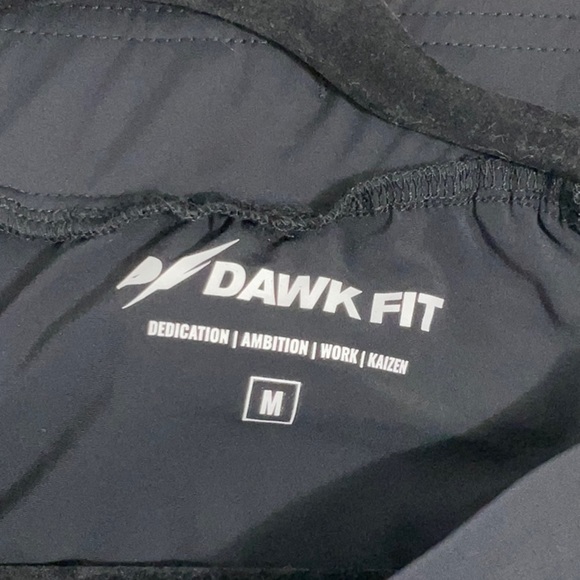 DAWK FIT
DEDICATION | AMBITION | WORK | KAIZEN
M